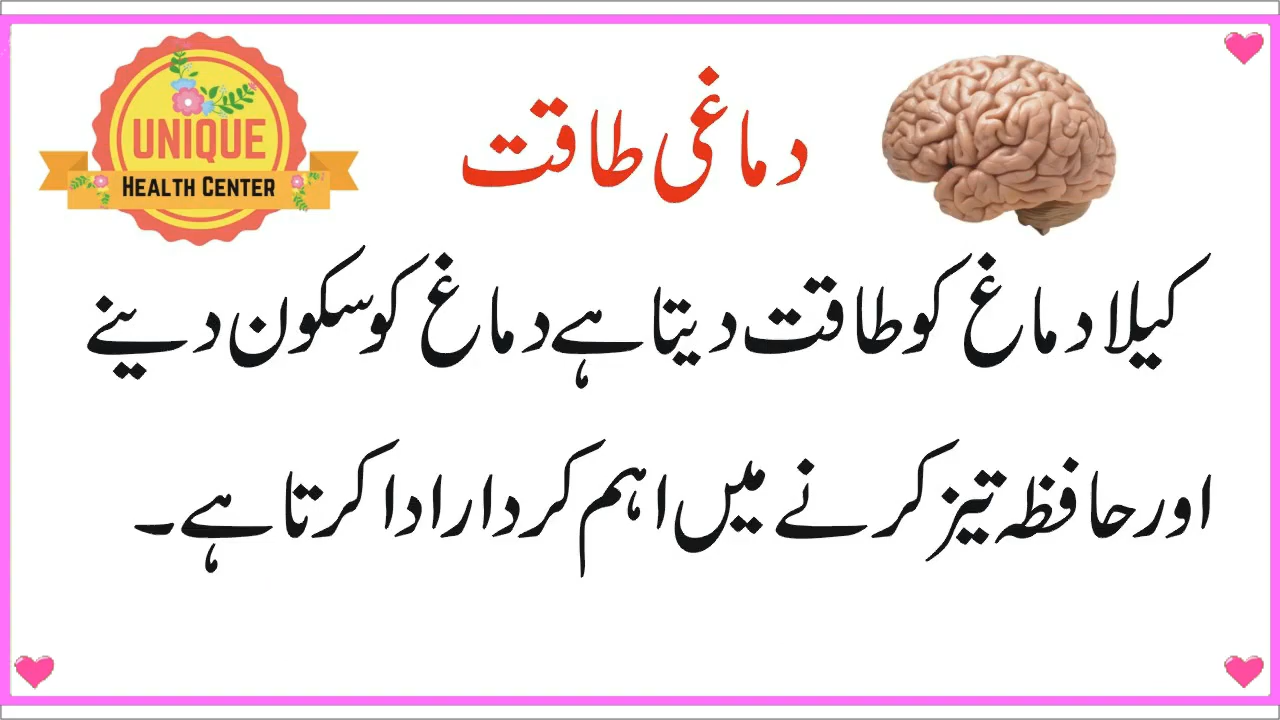 UNIQUE
HEALTH CENTER
دماغی طاقت
کیلا دماغ کو طاقت دیتا ہے دماغ کو سکون دینے
اور حافظہ تیز کرنے میں اہم کردار ادا کرتا ہے۔